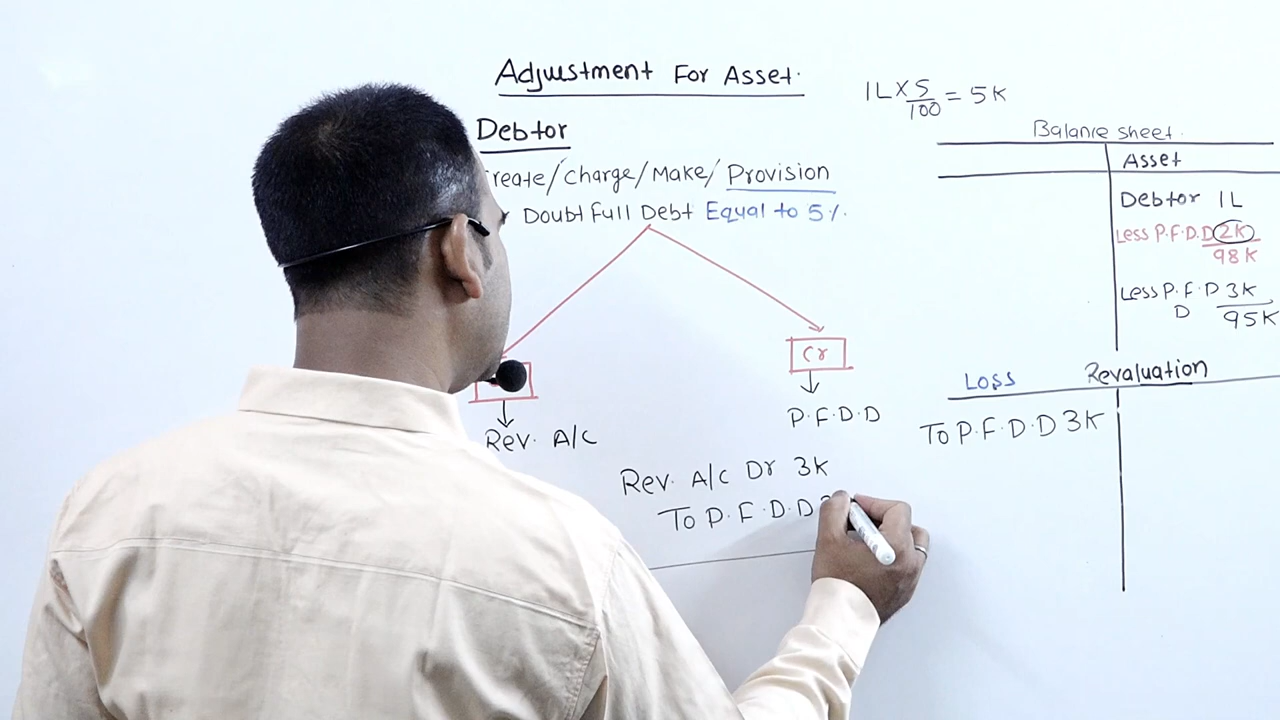 Adjustment For Asset.
1L X 5/100 = 5K
Debtor
reate/Charge/Make/ Provision
Doubtfull Debt Equal to 5%.
Cr
Rev. A/C
P.F.D.D
Rev. A/C Dr 3K
To P.F.D.D
Balance sheet.
Asset
Debtor 1L
Less P.F.D.D 2K
98K
Less P.F.D 3K
D
95K
Loss Revaluation
To P.F.D.D 3K